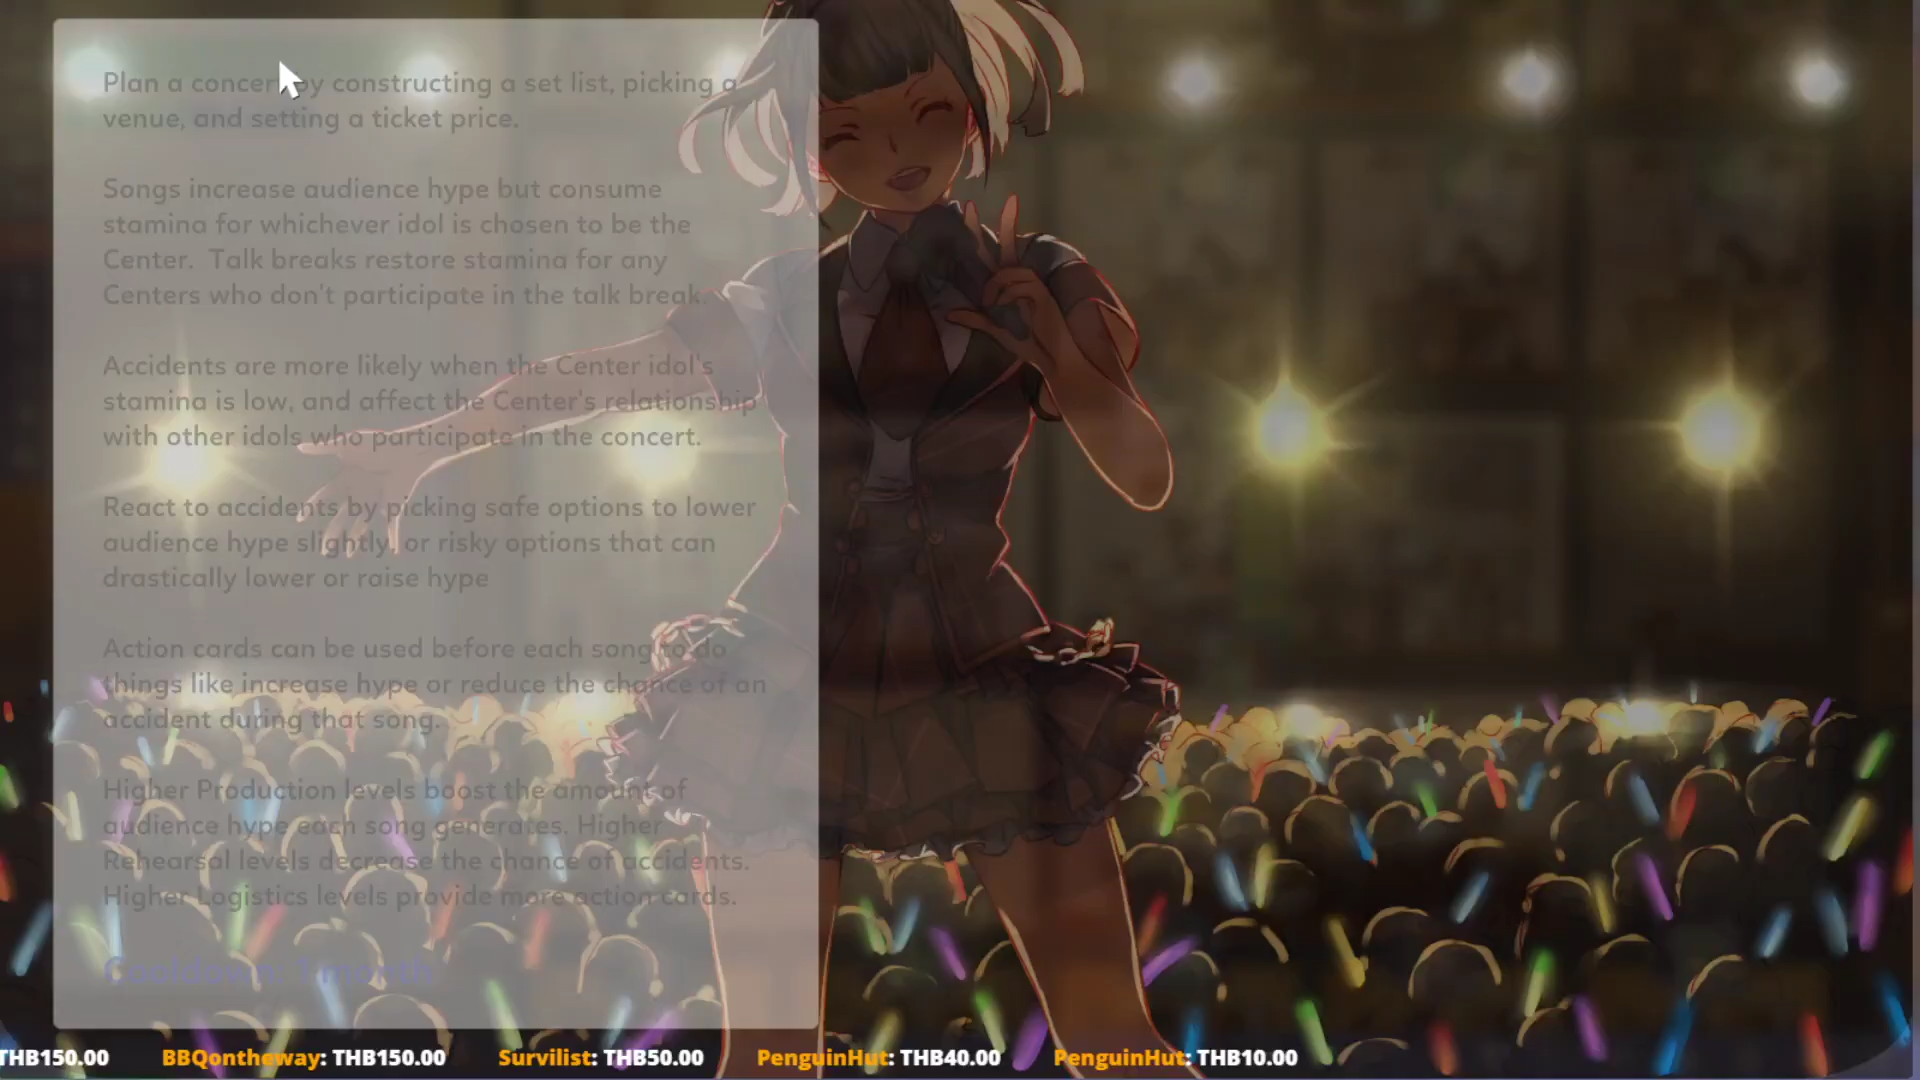 Plan a concert by constructing a set list, picking a
venue, and setting a ticket price.
Songs increase audience hype but consume
stamina for whichever idol is chosen to be the
Center.  Talk breaks restore stamina for any
Centers who don't participate in the talk break.
Accidents are more likely when the Center idol's
stamina is low, and affect the Center's relationship
with other idols who participate in the concert.
React to accidents by picking safe options to lower
audience hype slightly, or risky options that can
drastically lower or raise hype
Action cards can be used before each song to do
things like increase hype or reduce the chance of an
accident during that song.
Higher Production levels boost the amount of
audience hype each song generates. Higher
Rehearsal levels decrease the chance of accidents.
Higher Logistics levels provide more action cards.
Cooldown: 1 month
THB150.00 BBQontheway: THB150.00 Survilist: THB50.00 PenguinHut: THB40.00 PenguinHut: THB10.00